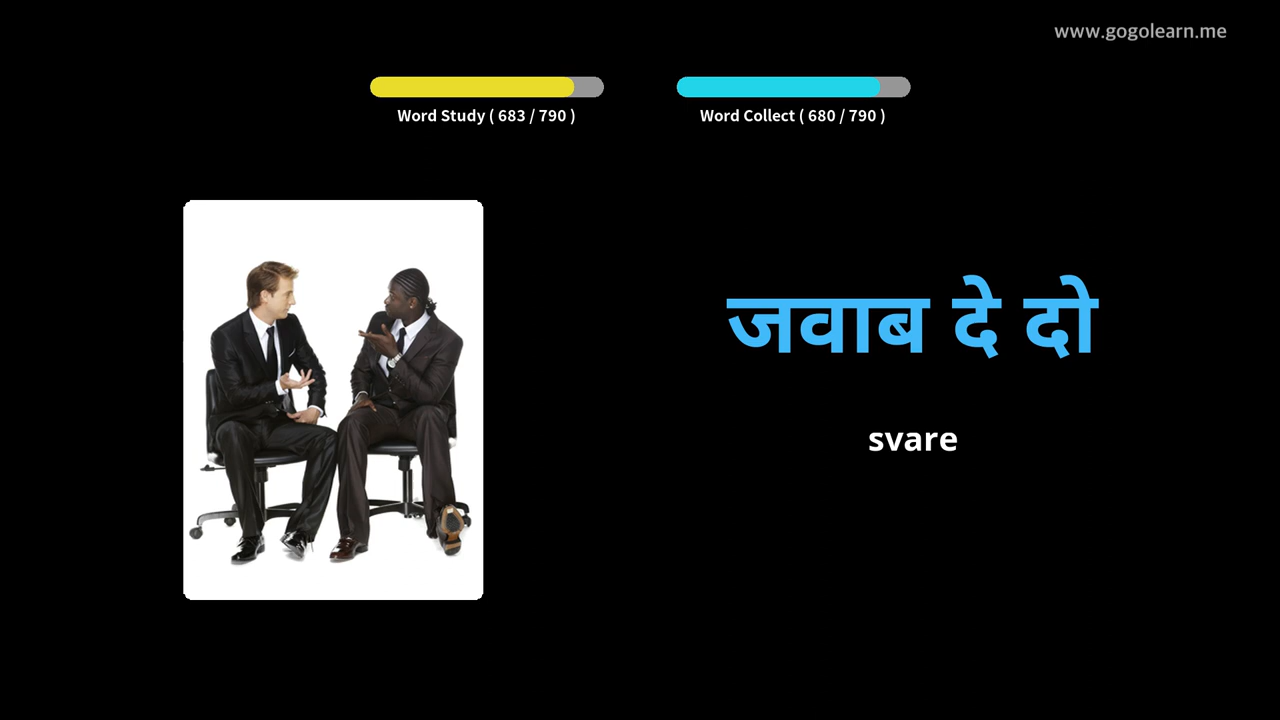 www.gogolearn.me
Word Study ( 683 / 790 )
Word Collect ( 680 / 790 )
जवाब दे दो
svare